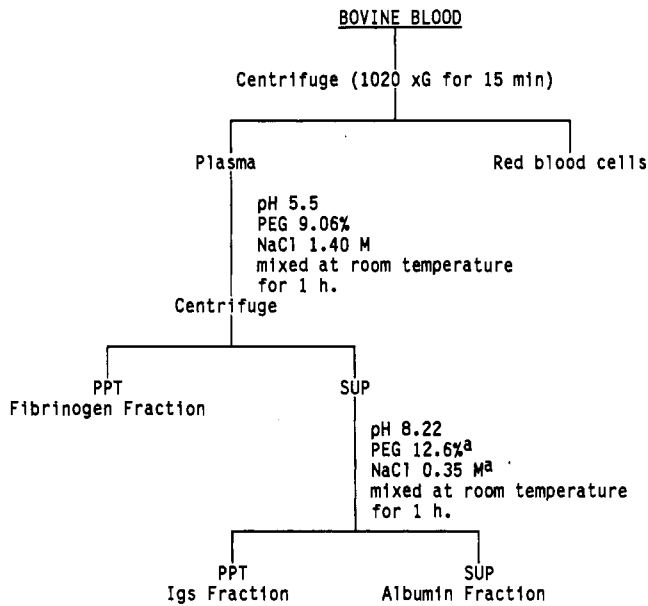 BOVINE BLOOD
Centrifuge (1020 xG for 15 min)
Plasma
Red blood cells
pH 5.5
PEG 9.06%
NaCl 1.40 M
mixed at room temperature
for 1 h.
Centrifuge
PPT
Fibrinogen Fraction
SUP
pH 8.22
PEG 12.6%ᵃ
NaCl 0.35 Mᵃ
mixed at room temperature
for 1 h.
PPT
Igs Fraction
SUP
Albumin Fraction